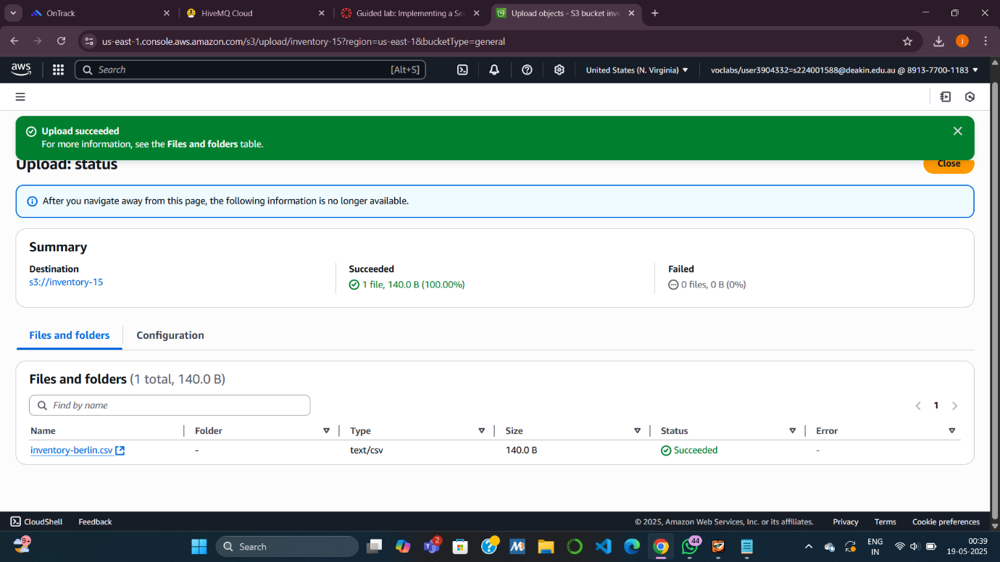 OnTrack
HiveMQ Cloud
Guided lab: Implementing a Se
Upload objects - S3 bucket inve
us-east-1.console.aws.amazon.com/s3/upload/inventory-15?region=us-east-1&bucketType=general
j
aws
Search
[Alt+S]
United States (N. Virginia)
voclabs/user3904332=s224001588@deakin.edu.au @ 8913-7700-1183
Upload succeeded
For more information, see the Files and folders table.
Upload: status
Close
After you navigate away from this page, the following information is no longer available.
Summary
Destination
s3://inventory-15
Succeeded
1 file, 140.0 B (100.00%)
Failed
0 files, 0 B (0%)
Files and folders
Configuration
Files and folders (1 total, 140.0 B)
Find by name
1
Name
Folder
Type
Size
Status
Error
inventory-berlin.csv
-
text/csv
140.0 B
Succeeded
-
CloudShell
Feedback
© 2025, Amazon Web Services, Inc. or its affiliates.
Privacy
Terms
Cookie preferences
9+
Search
2
44
ENG
IN
00:39
19-05-2025